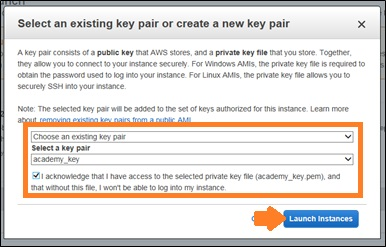 Select an existing key pair or create a new key pair
A key pair consists of a public key that AWS stores, and a private key file that you store. Together,
they allow you to connect to your instance securely. For Windows AMIs, the private key file is required to
obtain the password used to log into your instance. For Linux AMIs, the private key file allows you to
securely SSH into your instance.
Note: The selected key pair will be added to the set of keys authorized for this instance. Learn more
about removing existing key pairs from a public AMI
Choose an existing key pair
Select a key pair
academy_key
I acknowledge that I have access to the selected private key file (academy_key.pem), and
that without this file, I won't be able to log into my instance.
Launch Instances